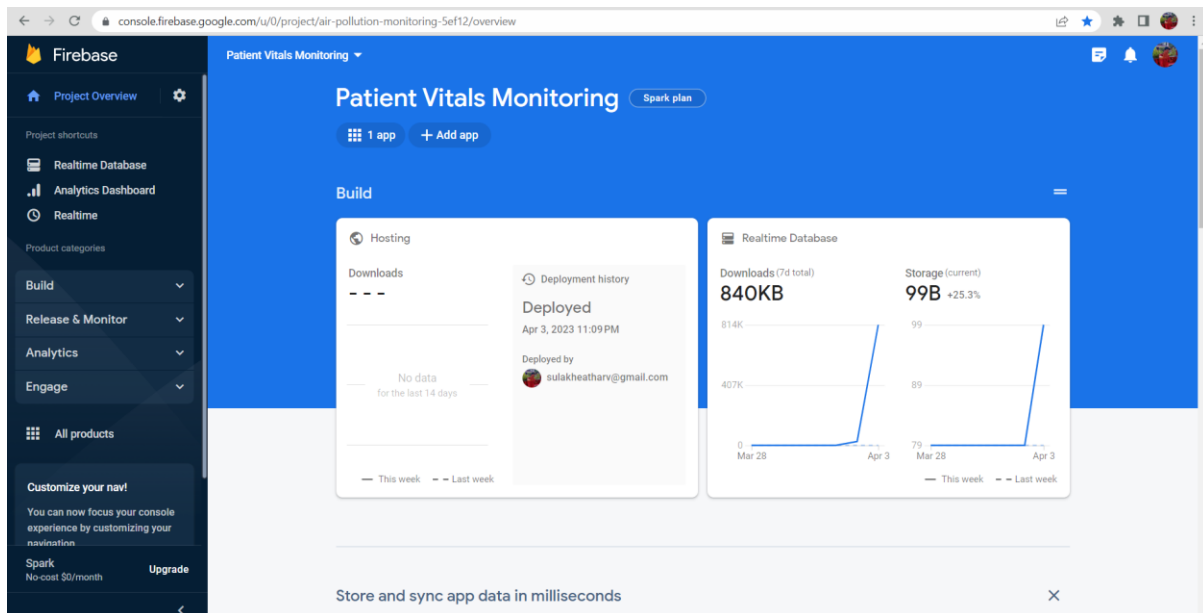 console.firebase.google.com/u/0/project/air-pollution-monitoring-5ef12/overview
Firebase
Project Overview
Project shortcuts
Realtime Database
Analytics Dashboard
Realtime
Product categories
Build
Release & Monitor
Analytics
Engage
All products
Customize your nav!
You can now focus your console
experience by customizing your
navigation
Spark
No-cost $0/month
Upgrade
Patient Vitals Monitoring
Patient Vitals Monitoring
Spark plan
1 app
+ Add app
Build
Hosting
Downloads
- - -
No data
for the last 14 days
This week
Last week
Deployment history
Deployed
Apr 3, 2023 11:09 PM
Deployed by
sulakheatharv@gmail.com
Realtime Database
Downloads (7d total)
840KB
814K
407K
0
Mar 28
Apr 3
Storage (current)
99B +25.3%
99
89
79
Mar 28
Apr 3
This week
Last week
Store and sync app data in milliseconds